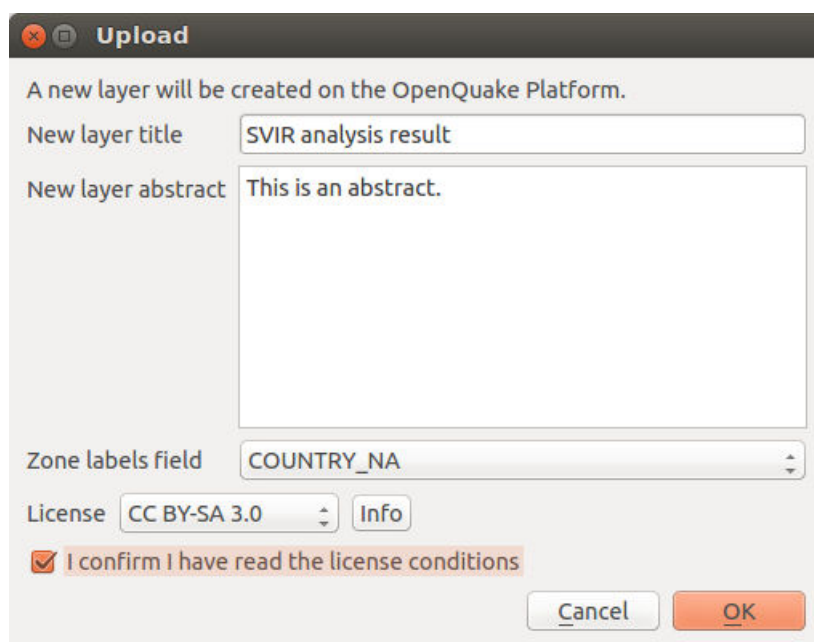 Upload
A new layer will be created on the OpenQuake Platform.
New layer title SVIR analysis result
New layer abstract This is an abstract.
Zone labels field COUNTRY_NA
License CC BY-SA 3.0 Info
I confirm I have read the license conditions
Cancel OK